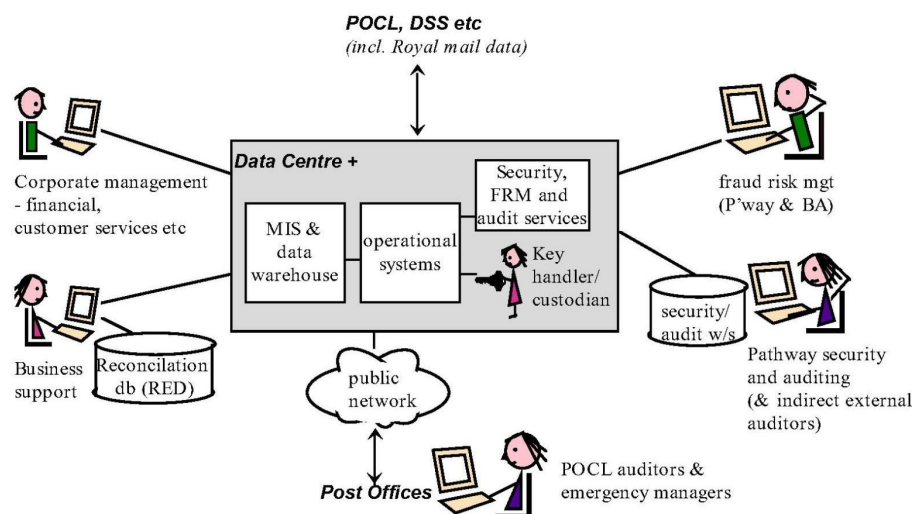 POCL, DSS etc
(incl. Royal mail data)
Data Centre +
Corporate management
- financial,
customer services etc
Security,
FRM and
audit services
fraud risk mgt
(P'way & BA)
MIS &
data
warehouse
operational
systems
Key
handler/
custodian
security/
audit w/s
Business
support
Reconcilation
db (RED)
public
network
Pathway security
and auditing
(& indirect external
auditors)
Post Offices
POCL auditors &
emergency managers